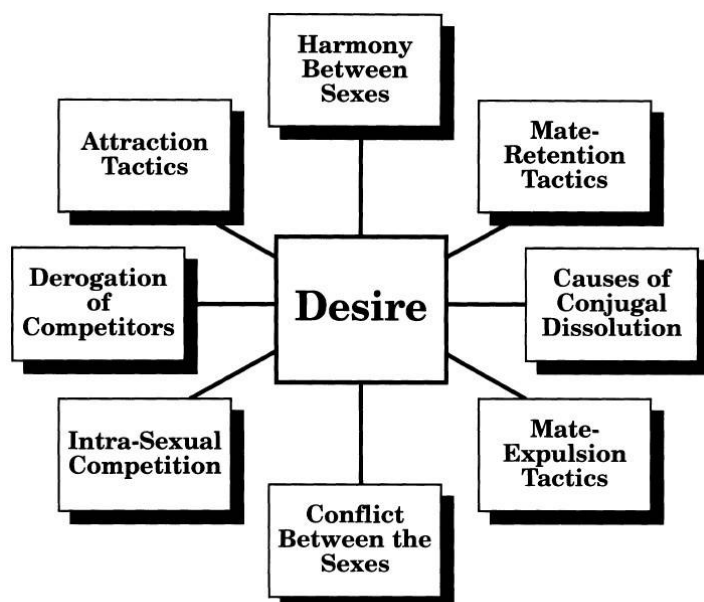 Harmony
Between
Sexes
Attraction
Tactics
Mate-
Retention
Tactics
Derogation
of
Competitors
Desire
Causes of
Conjugal
Dissolution
Intra-Sexual
Competition
Mate-
Expulsion
Tactics
Conflict
Between the
Sexes